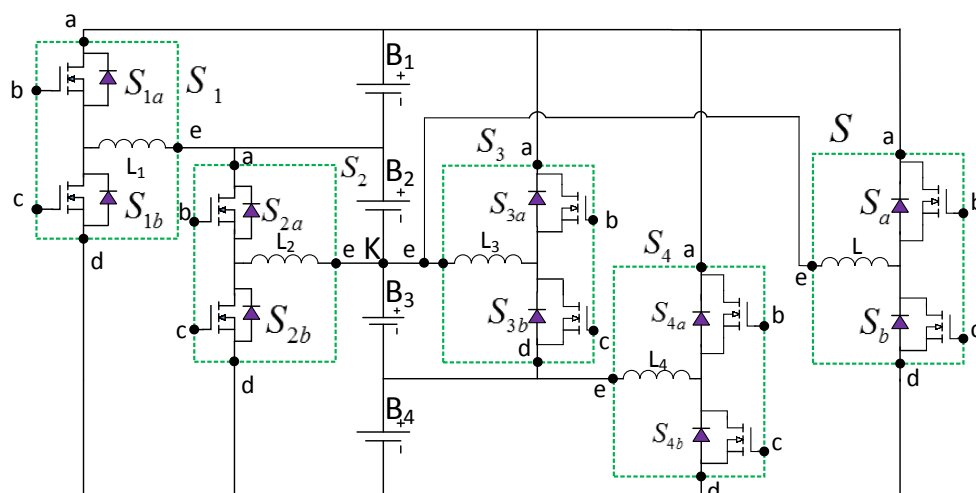 a
B₁
+
S₁ₐ
S₁
b
e
L₁
a
S₂
B₂
+
c
S₁b
d
b
S₂ₐ
L₂
e
K
e
B₃
+
c
S₂b
d
B₄
+
S₃
a
S₃ₐ
b
L₃
S₃b
c
d
S₄
a
S₄ₐ
b
e
L₄
S₄b
c
d
S
a
Sₐ
b
L
e
S_b
c
d